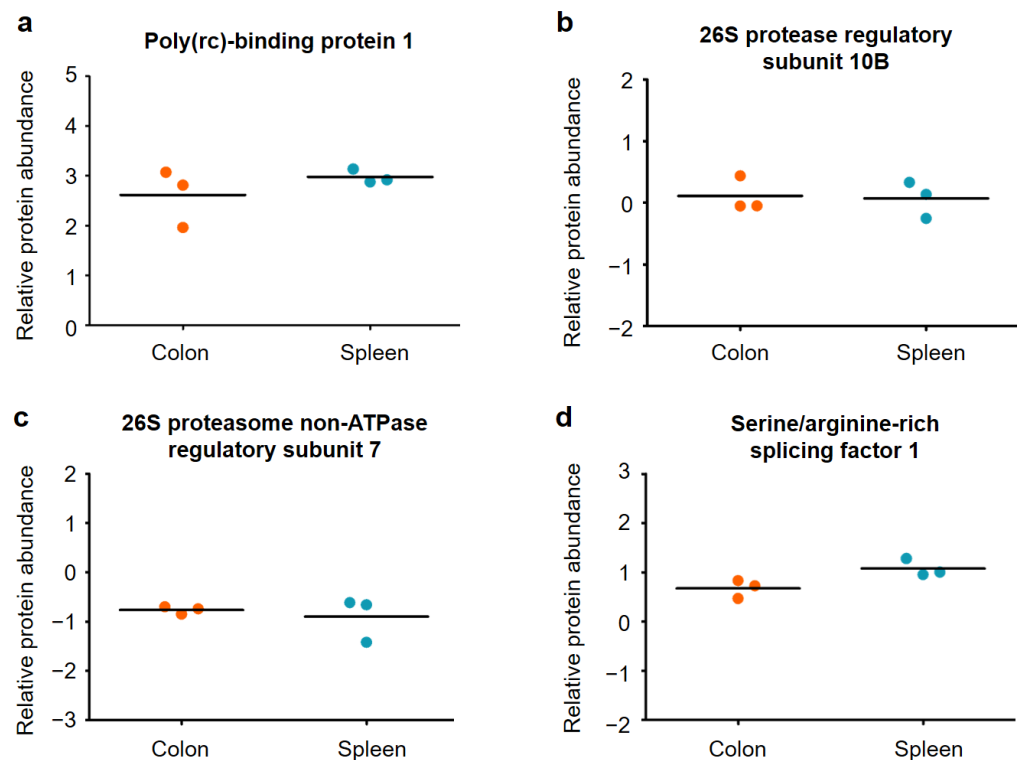 a
Poly(rc)-binding protein 1
Relative protein abundance
5
4
3
2
1
0
Colon
Spleen
b
26S protease regulatory
subunit 10B
Relative protein abundance
2
1
0
−1
−2
Colon
Spleen
c
26S proteasome non-ATPase
regulatory subunit 7
Relative protein abundance
2
1
0
−1
−2
−3
Colon
Spleen
d
Serine/arginine-rich
splicing factor 1
Relative protein abundance
3
2
1
0
−1
−2
Colon
Spleen